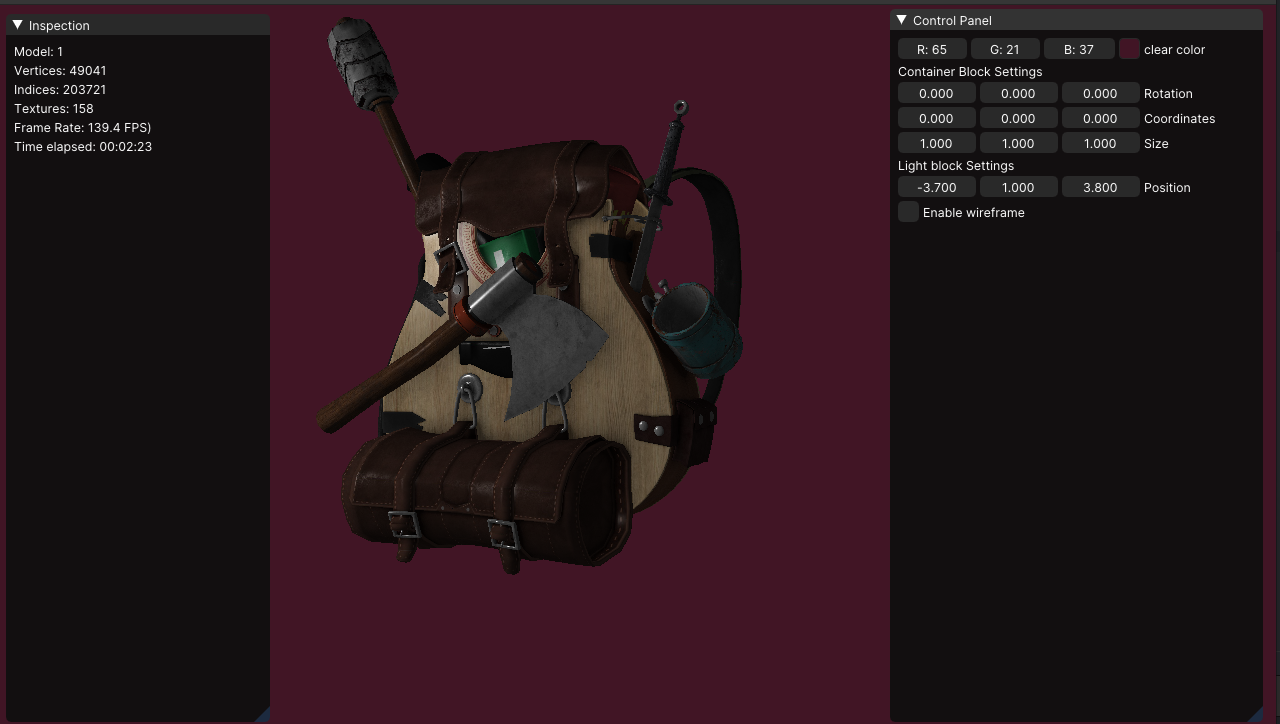 Inspection
Model: 1
Vertices: 49041
Indices: 203721
Textures: 158
Frame Rate: 139.4 FPS)
Time elapsed: 00:02:23
Control Panel
R: 65 G: 21 B: 37 clear color
Container Block Settings
0.000 0.000 0.000 Rotation
0.000 0.000 0.000 Coordinates
1.000 1.000 1.000 Size
Light block Settings
-3.700 1.000 3.800 Position
Enable wireframe